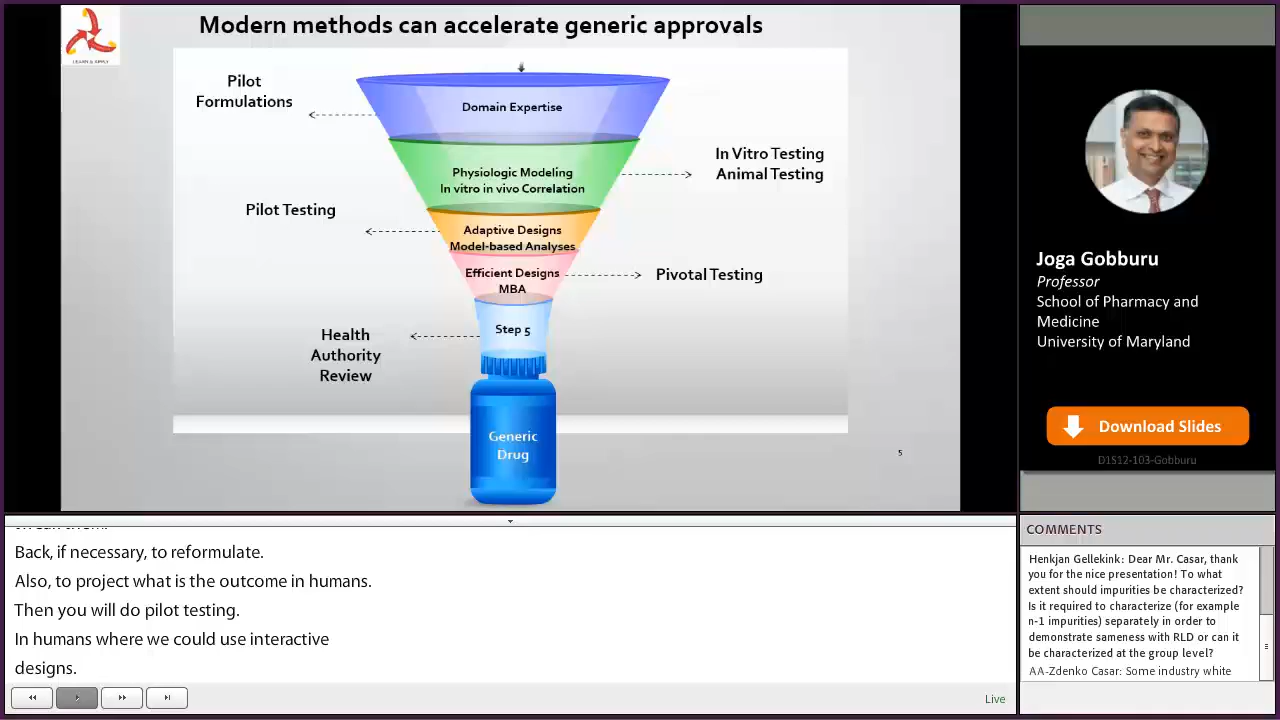 Modern methods can accelerate generic approvals
LEARN & APPLY
Pilot
Formulations
Domain Expertise
Physiologic Modeling
In vitro in vivo Correlation
In Vitro Testing
Animal Testing
Pilot Testing
Adaptive Designs
Model-based Analyses
Efficient Designs
MBA
Pivotal Testing
Step 5
Health
Authority
Review
Generic
Drug
5
Joga Gobburu
Professor
School of Pharmacy and
Medicine
University of Maryland
Download Slides
D1S12-103-Gobburu
Back, if necessary, to reformulate.
Also, to project what is the outcome in humans.
Then you will do pilot testing.
In humans where we could use interactive
designs.
Live
COMMENTS
Henkjan Gellekink: Dear Mr. Casar, thank
you for the nice presentation! To what
extent should impurities be characterized?
Is it required to characterize (for example
n-1 impurities) separately in order to
demonstrate sameness with RLD or can it
be characterized at the group level?
AA-Zdenko Casar: Some industry white